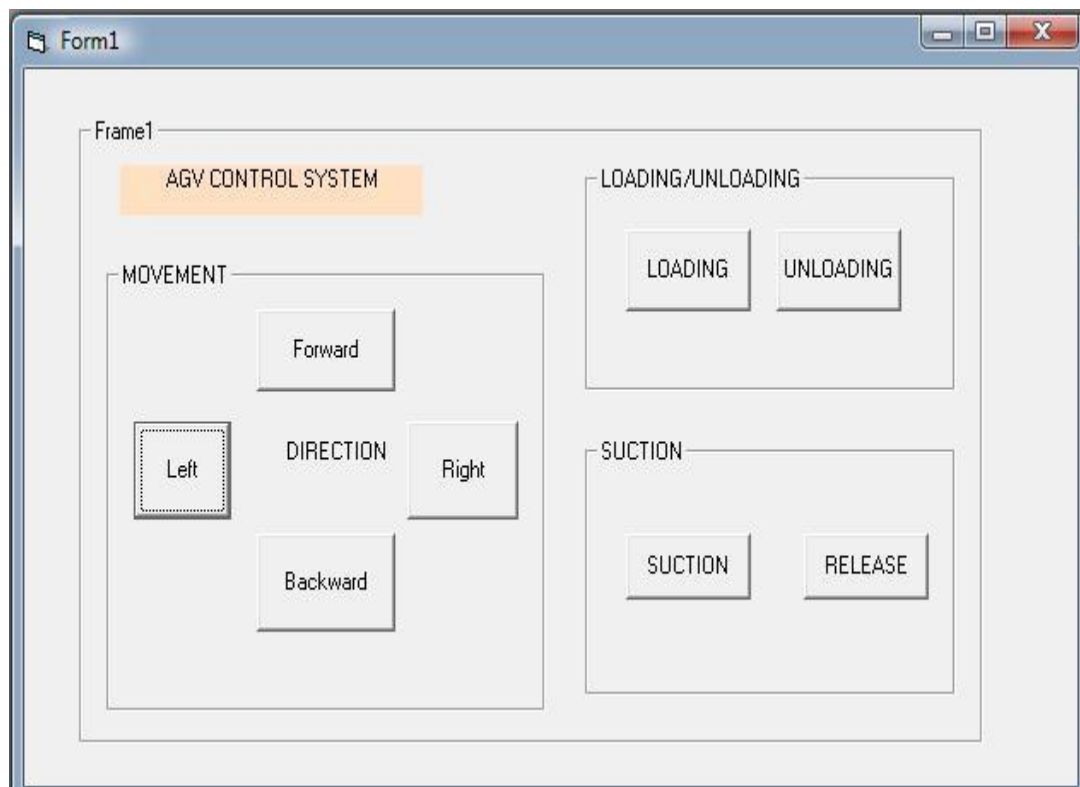 Form1
Frame1
AGV CONTROL SYSTEM
MOVEMENT
Forward
Left
DIRECTION
Right
Backward
LOADING/UNLOADING
LOADING
UNLOADING
SUCTION
SUCTION
RELEASE